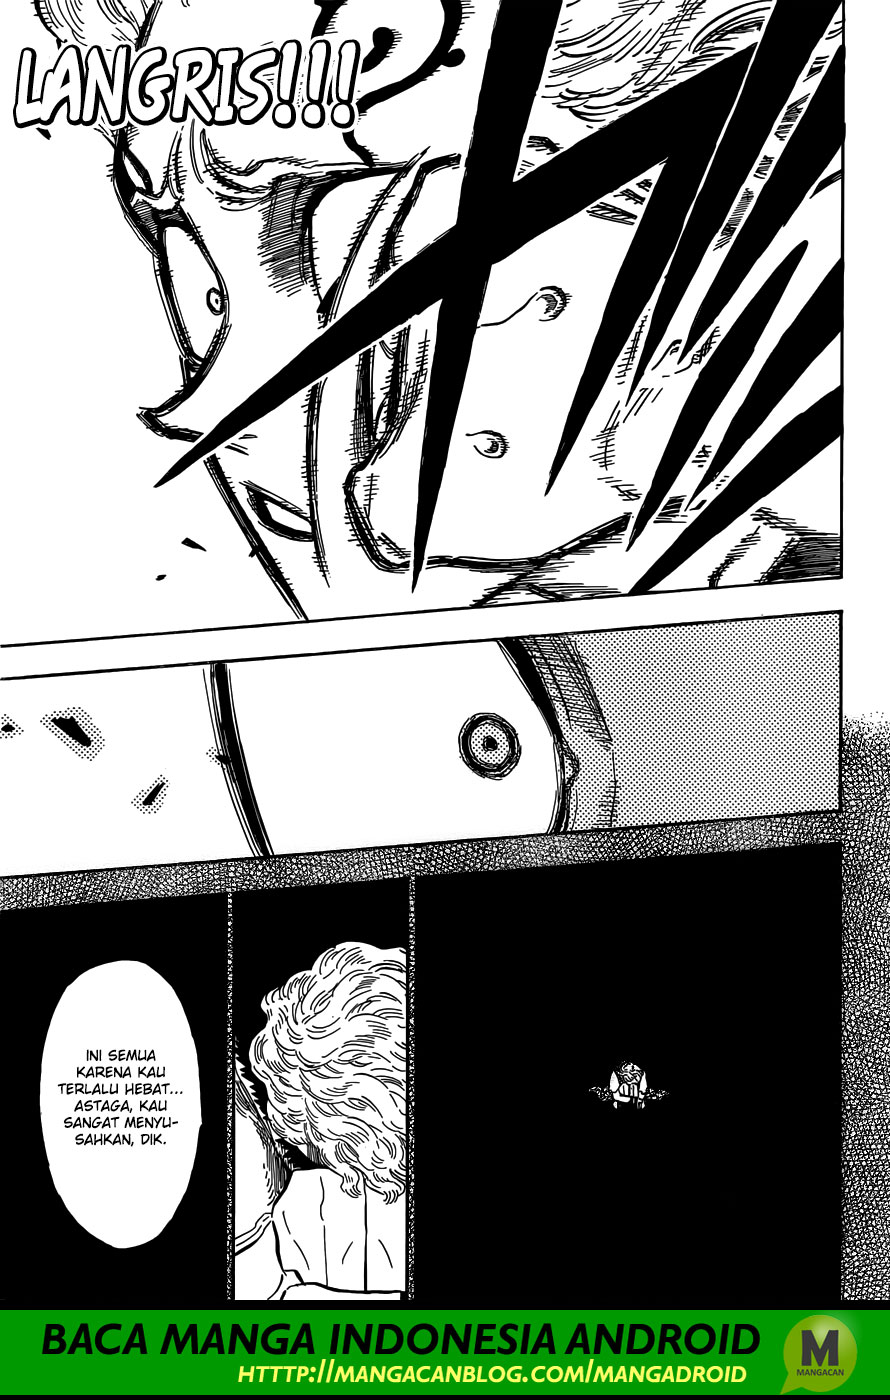 LANGRIS!!!
INI SEMUA
KARENA KAU
TERLALU HEBAT...
ASTAGA, KAU
SANGAT MENYU-
SAHKAN, DIK.
BACA MANGA INDONESIA ANDROID
HTTTP://MANGACANBLOG.COM/MANGADROID
M
MANGACAN